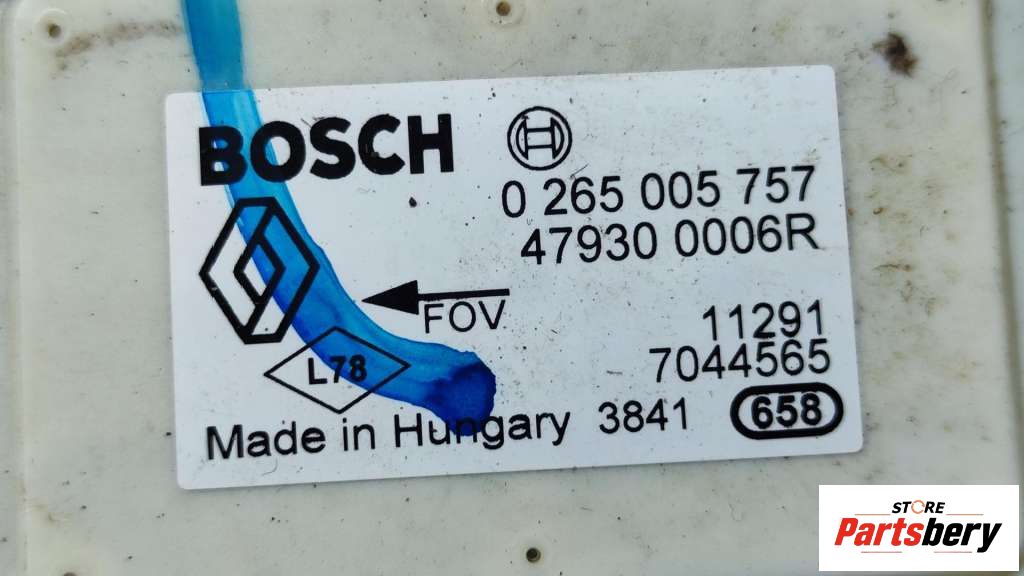 BOSCH
0 265 005 757
47930 0006R
FOV
11291
L78
7044565
Made in Hungary 3841 658
STORE
Partsbery